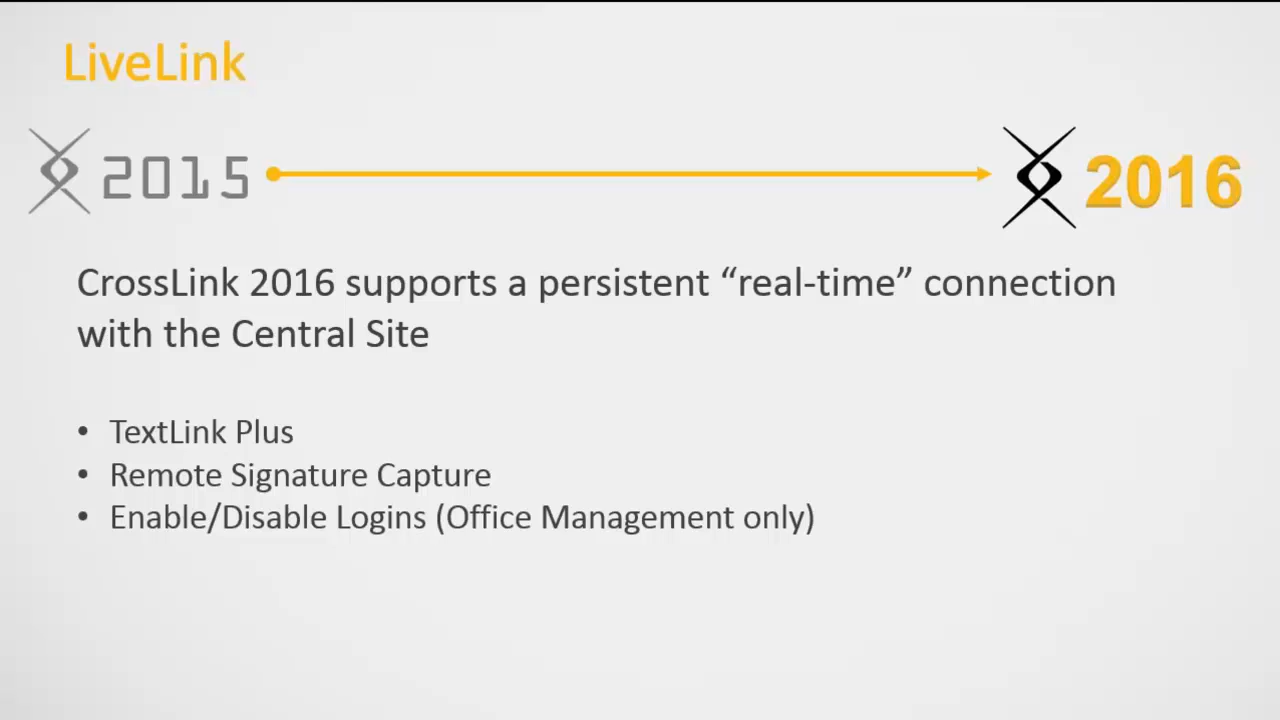 LiveLink
2015
2016
CrossLink 2016 supports a persistent “real-time” connection
with the Central Site
• TextLink Plus
• Remote Signature Capture
• Enable/Disable Logins (Office Management only)